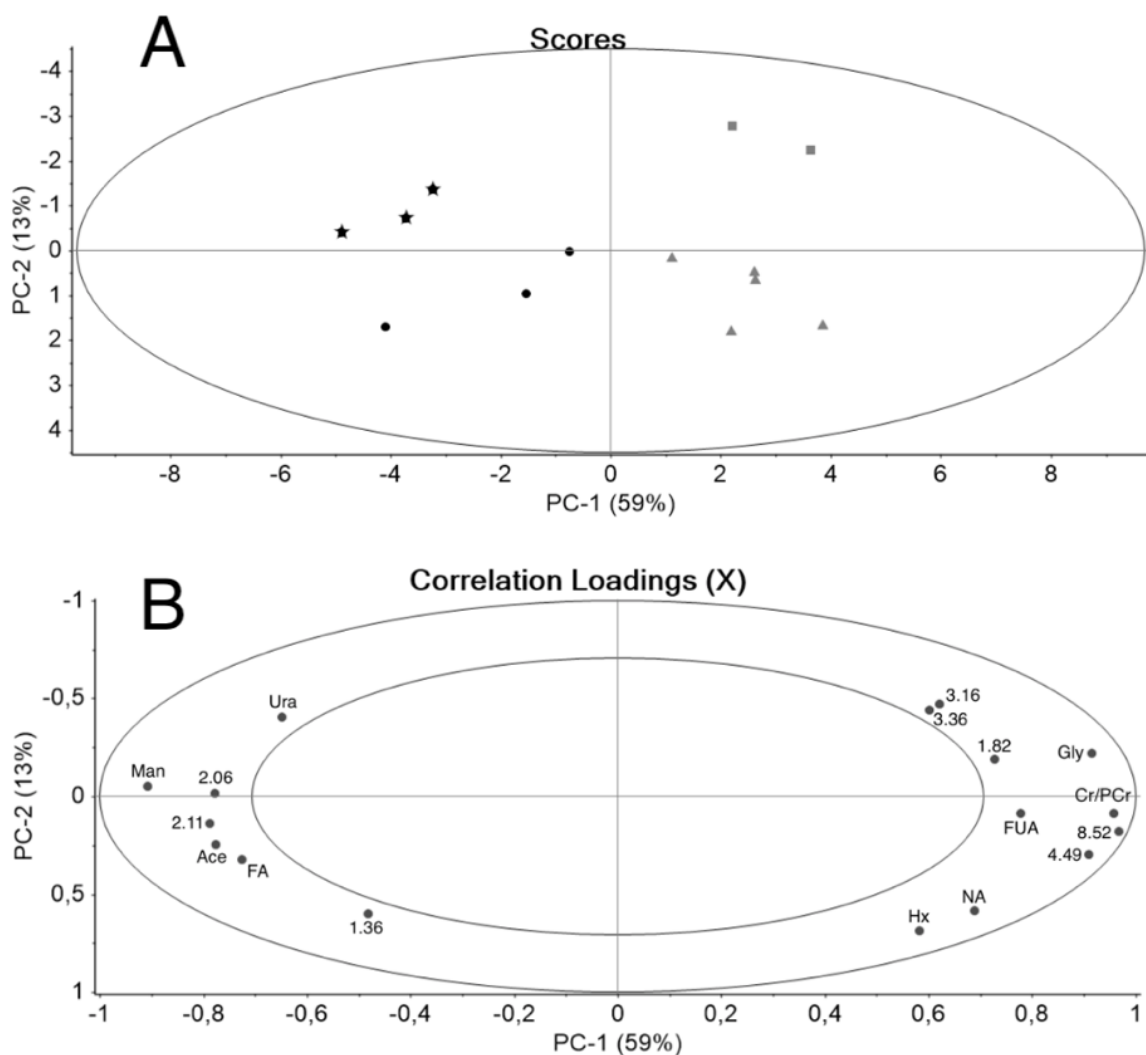 A
Scores
-4
-3
-2
-1
0
1
2
3
4
PC-2 (13%)
-8
-6
-4
-2
0
2
4
6
8
PC-1 (59%)
B
Correlation Loadings (X)
-1
-0,5
0
0,5
1
PC-2 (13%)
Ura
3.16
3.36
1.82
Gly
Man
2.06
Cr/PCr
2.11
FUA
8.52
Ace
FA
4.49
NA
1.36
Hx
-1
-0,8
-0,6
-0,4
-0,2
0
0,2
0,4
0,6
0,8
1
PC-1 (59%)